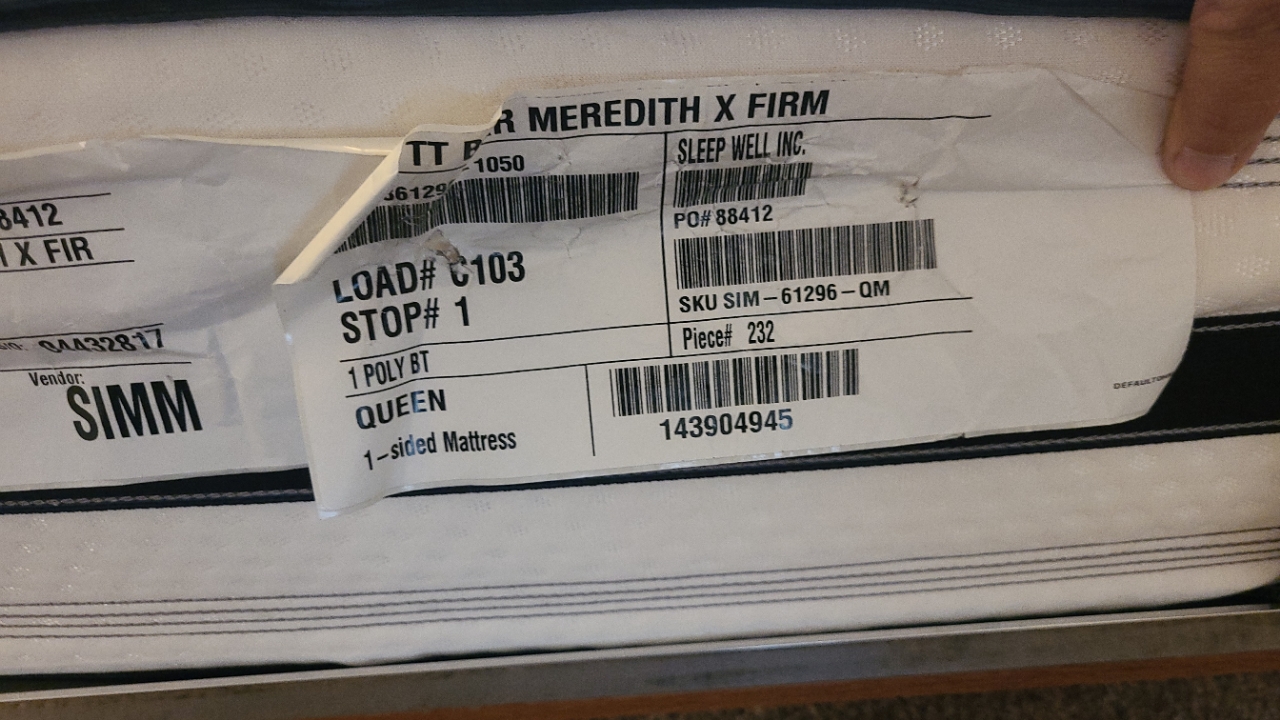 R MEREDITH X FIRM
TT B
-1050
SLEEP WELL INC.
36129
PO# 88412
LOAD# C103
STOP# 1
SKU SIM-61296-QM
Piece# 232
1 POLY BT
QUEEN
1-sided Mattress
143904945
8412
X FIR
04432817
Vendor:
SIMM